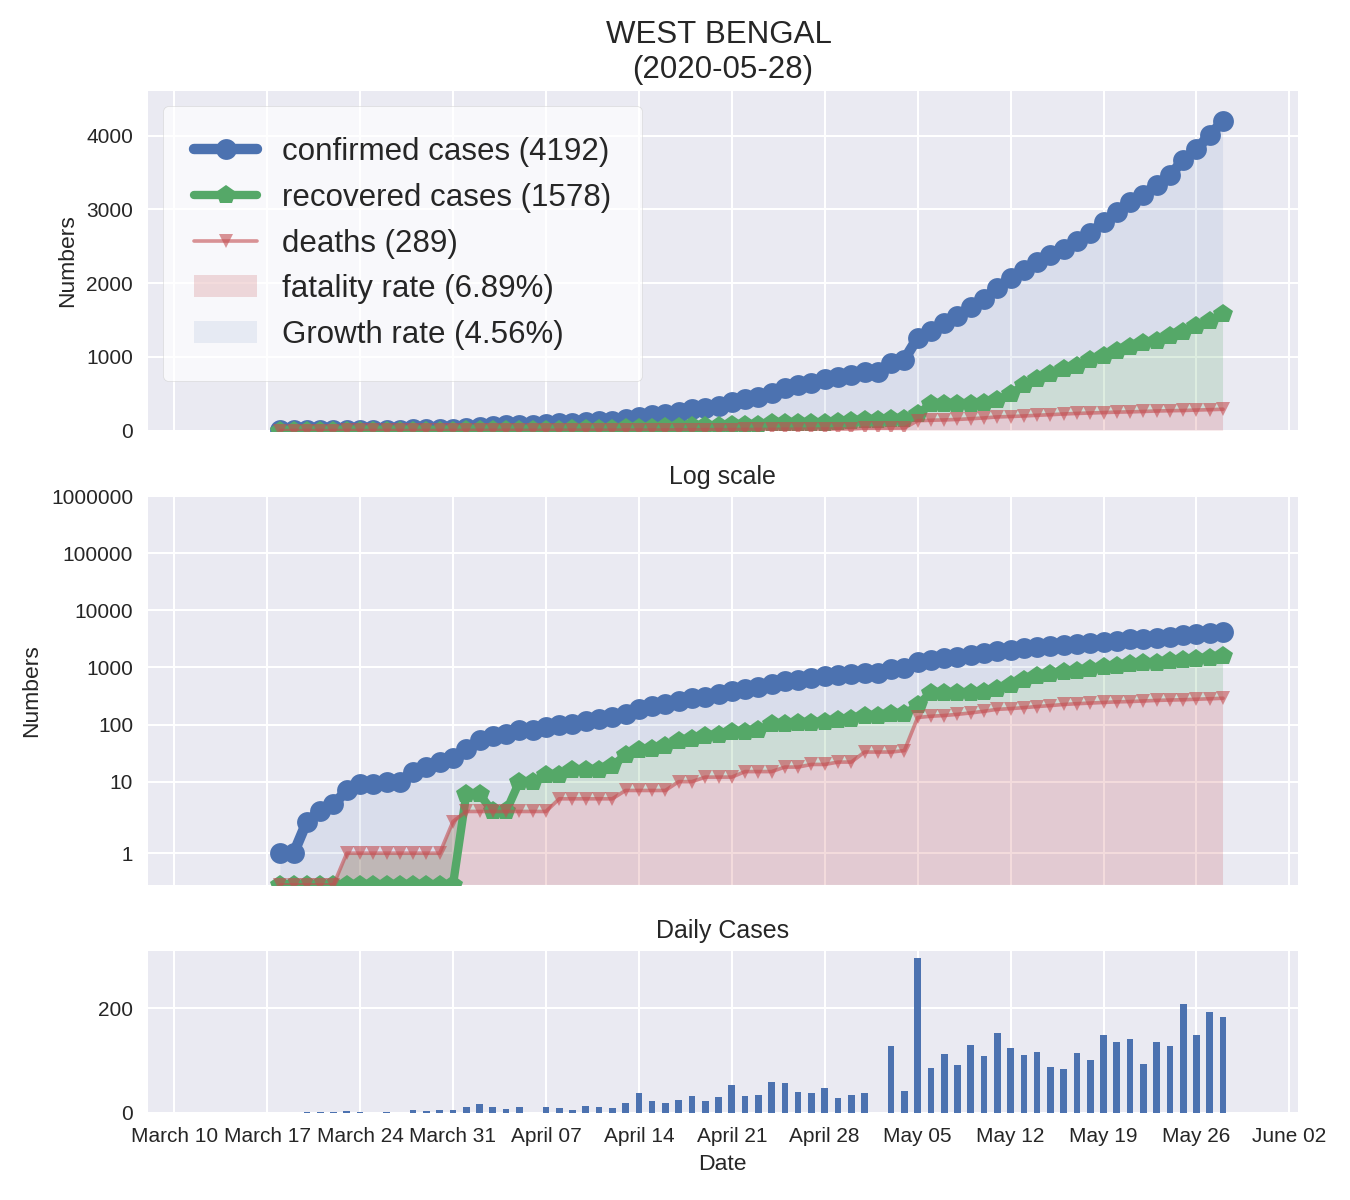 WEST BENGAL
(2020-05-28)
confirmed cases (4192)
recovered cases (1578)
deaths (289)
fatality rate (6.89%)
Growth rate (4.56%)
Numbers
4000
3000
2000
1000
0
Log scale
Numbers
1000000
100000
10000
1000
100
10
1
Daily Cases
200
0
March 10 March 17 March 24 March 31 April 07 April 14 April 21 April 28 May 05 May 12 May 19 May 26 June 02
Date